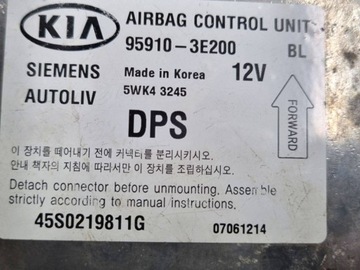 KIA
AIRBAG CONTROL UNIT
95910-3E200 BL
SIEMENS Made in Korea 12V
AUTOLIV 5WK4 3245
DPS
FORWARD
이 장치를 떼어내기 전에 커넥터를 분리시키시오.
안내 책자의 지침에 따라서만 이 장치를 조립하십시오.
Detach connector before unmounting. Assemble
strictly according to manual instructions.
45S0219811G 07061214